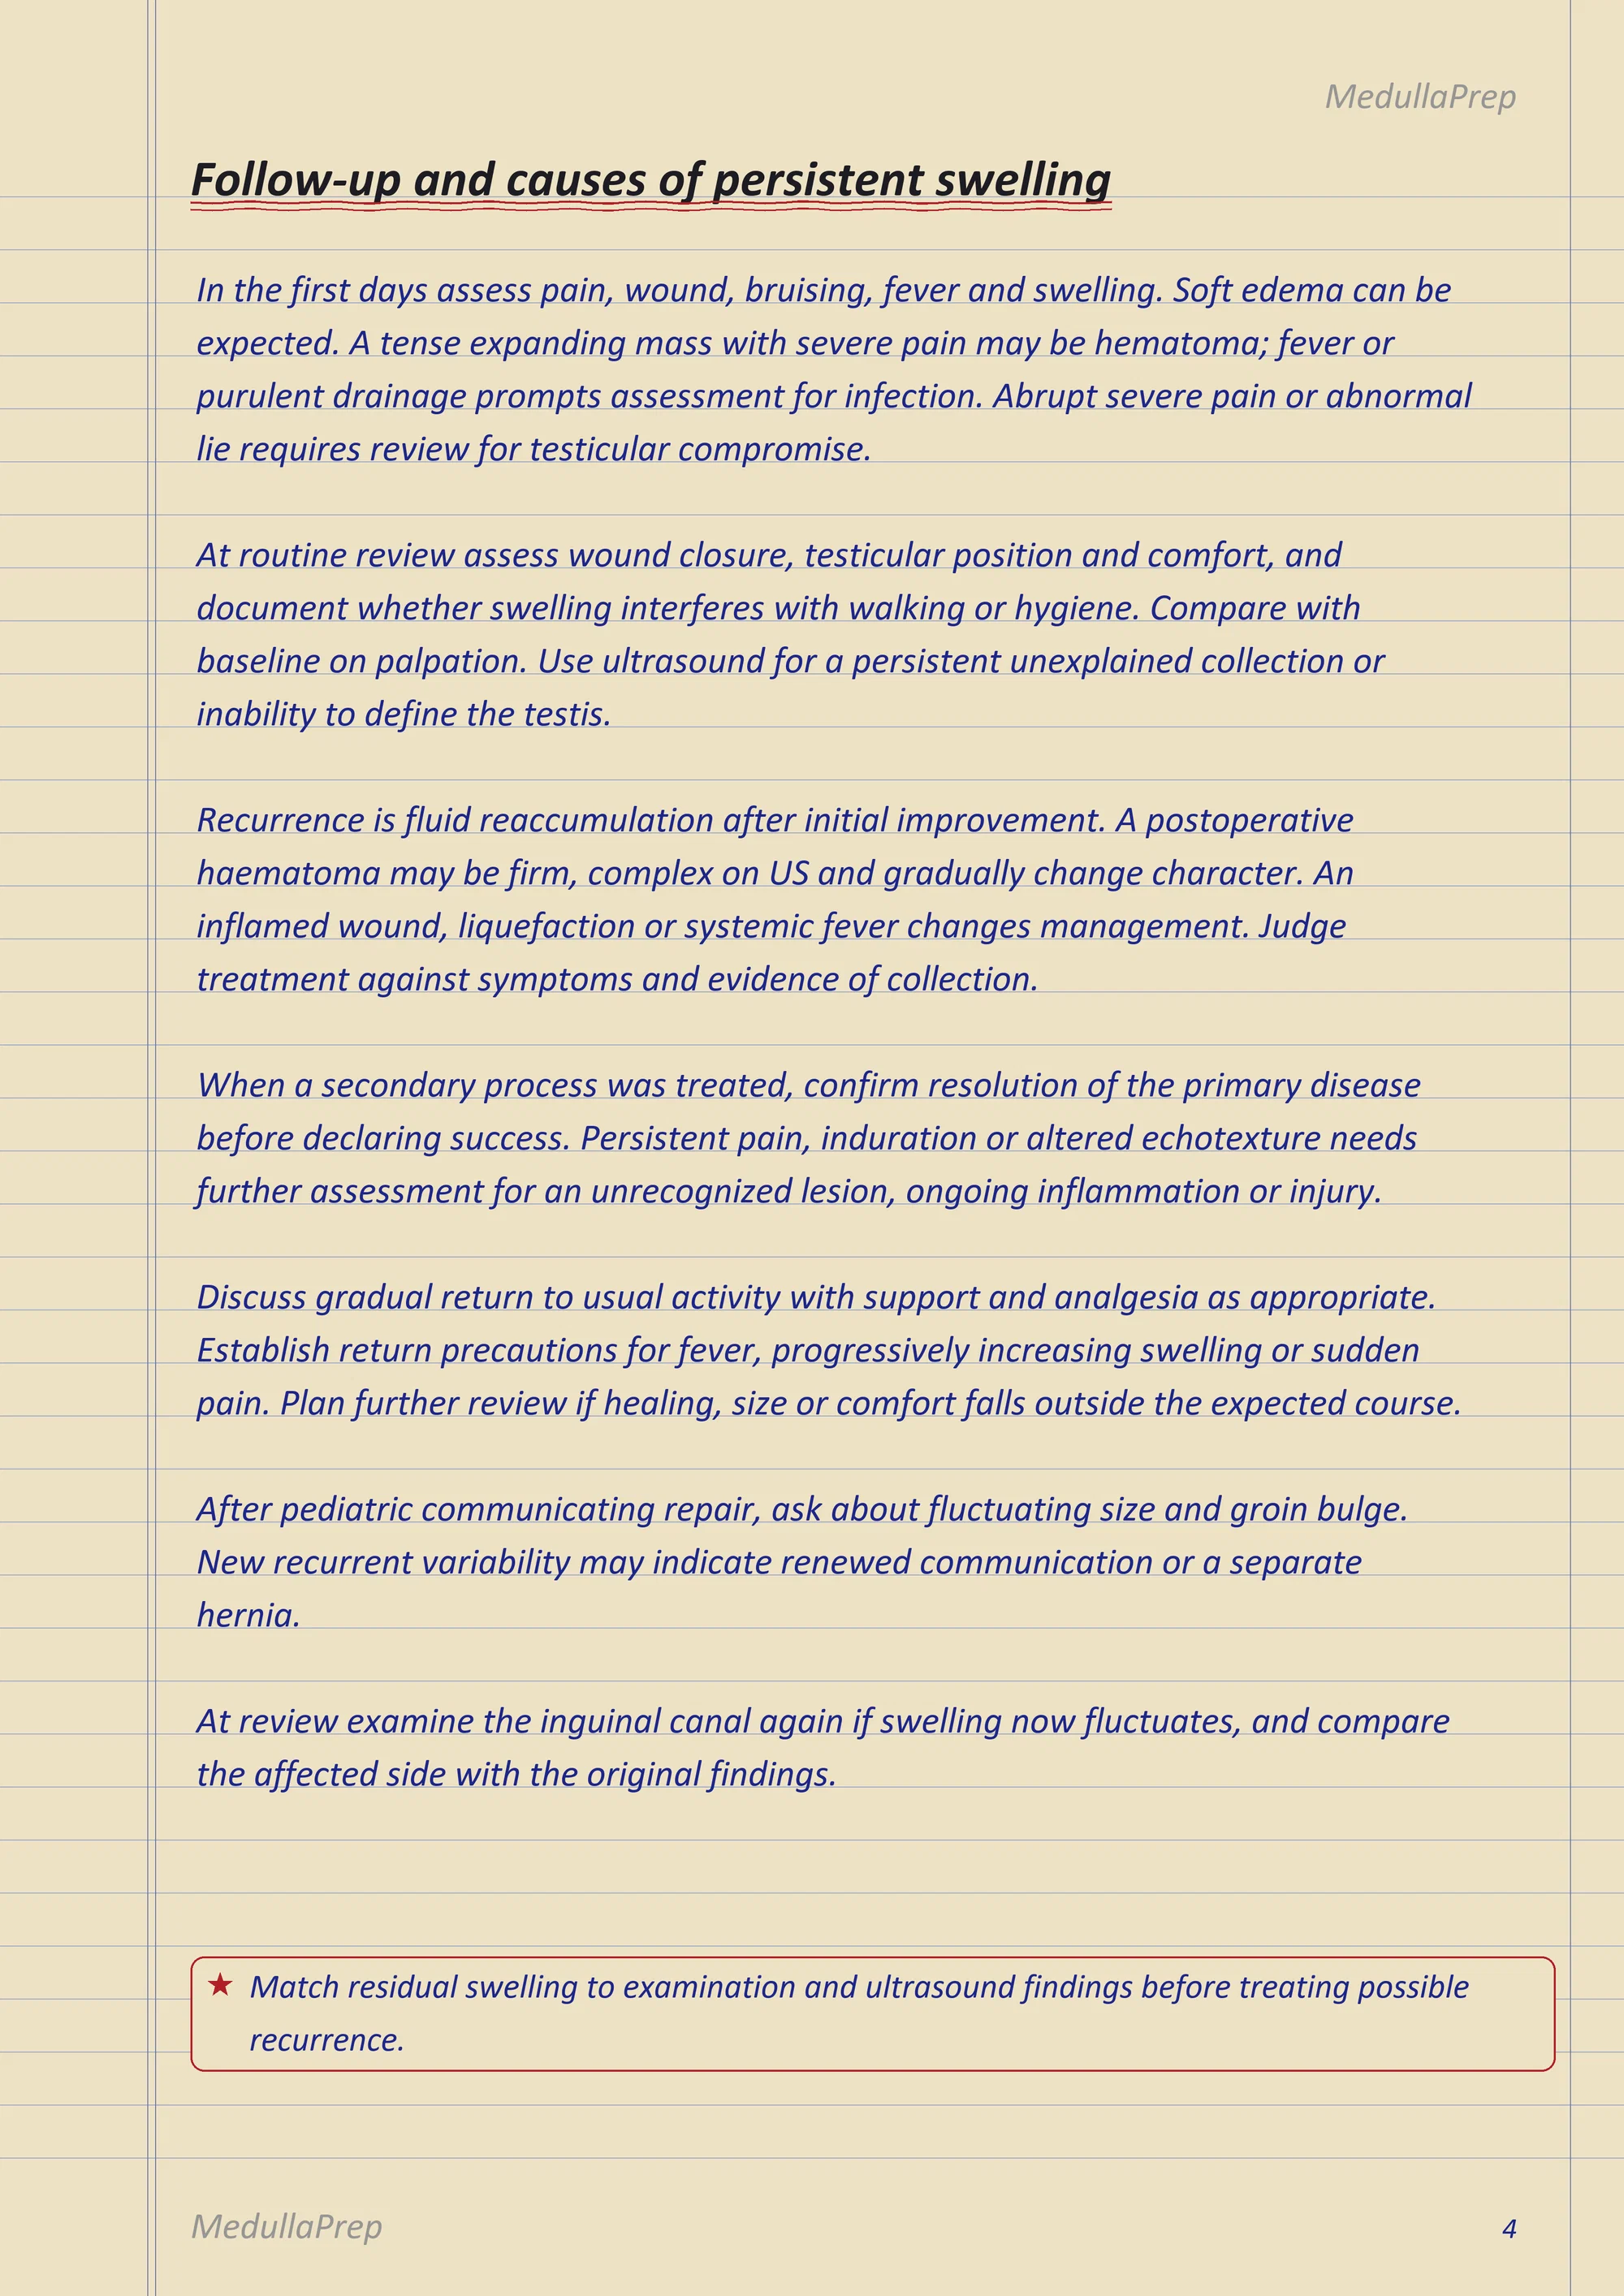 MedullaPrep
Follow-up and causes of persistent swelling
In the first days assess pain, wound, bruising, fever and swelling. Soft edema can be
expected. A tense expanding mass with severe pain may be hematoma; fever or
purulent drainage prompts assessment for infection. Abrupt severe pain or abnormal
lie requires review for testicular compromise.
At routine review assess wound closure, testicular position and comfort, and
document whether swelling interferes with walking or hygiene. Compare with
baseline on palpation. Use ultrasound for a persistent unexplained collection or
inability to define the testis.
Recurrence is fluid reaccumulation after initial improvement. A postoperative
haematoma may be firm, complex on US and gradually change character. An
inflamed wound, liquefaction or systemic fever changes management. Judge
treatment against symptoms and evidence of collection.
When a secondary process was treated, confirm resolution of the primary disease
before declaring success. Persistent pain, induration or altered echotexture needs
further assessment for an unrecognized lesion, ongoing inflammation or injury.
Discuss gradual return to usual activity with support and analgesia as appropriate.
Establish return precautions for fever, progressively increasing swelling or sudden
pain. Plan further review if healing, size or comfort falls outside the expected course.
After pediatric communicating repair, ask about fluctuating size and groin bulge.
New recurrent variability may indicate renewed communication or a separate
hernia.
At review examine the inguinal canal again if swelling now fluctuates, and compare
the affected side with the original findings.
★ Match residual swelling to examination and ultrasound findings before treating possible
recurrence.
MedullaPrep
4